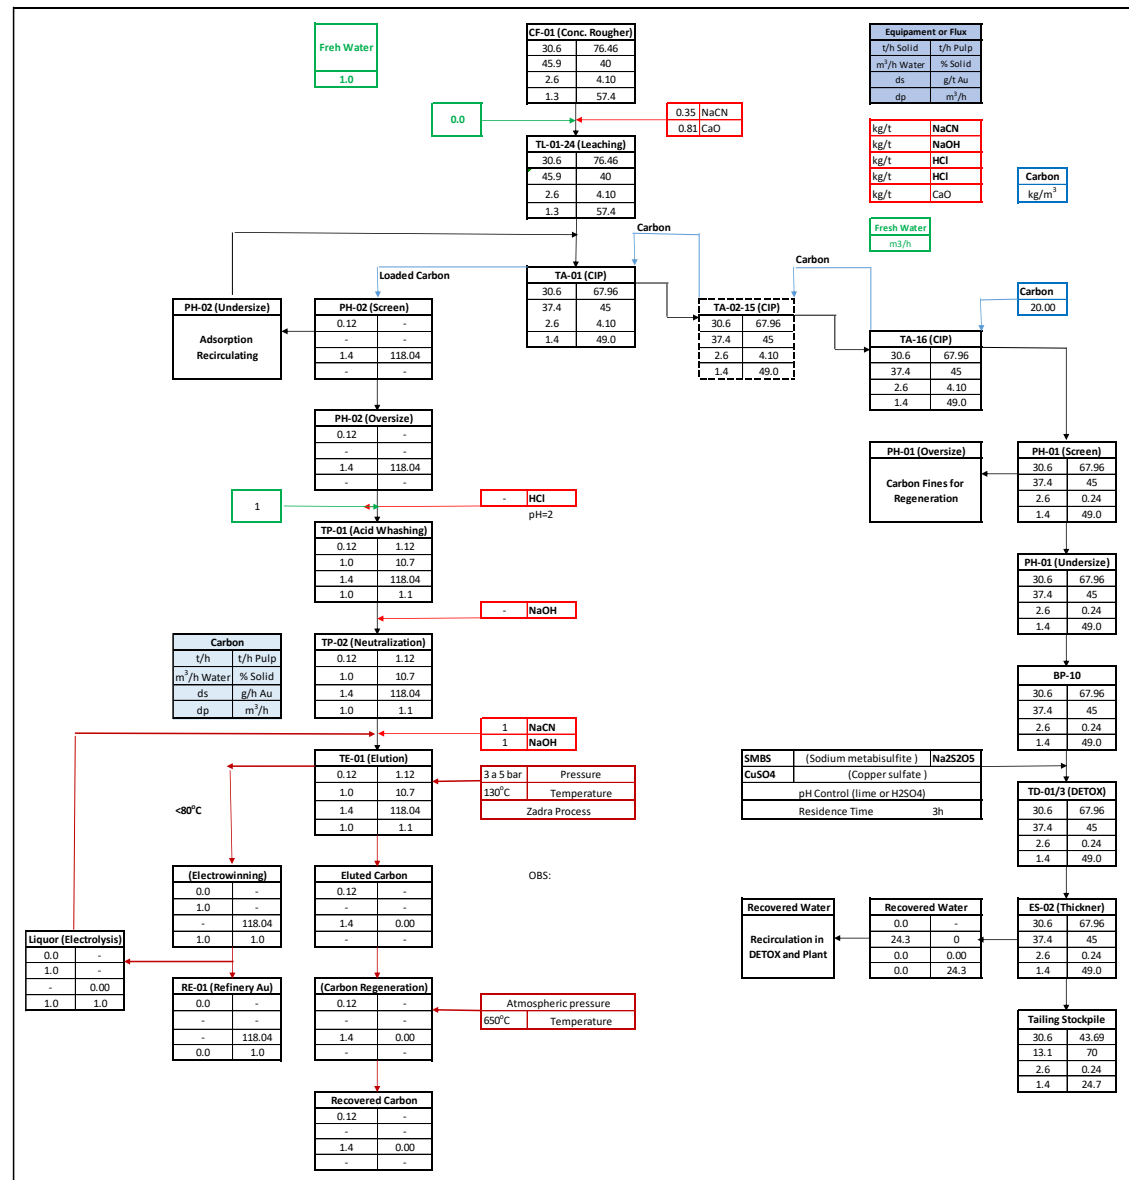 Freh Water
1.0
CF-01 (Conc. Rougher)
30.6 76.46
45.9 40
2.6 4.10
1.3 57.4
Equipament or Flux
t/h Solid t/h Pulp
m³/h Water % Solid
ds g/t Au
dp m³/h
0.0
0.35 NaCN
0.81 CaO
kg/t NaCN
kg/t NaOH
kg/t HCl
kg/t HCl
kg/t CaO
Carbon
kg/m³
Fresh Water
m3/h
TL-01-24 (Leaching)
30.6 76.46
45.9 40
2.6 4.10
1.3 57.4
Carbon
Carbon
Loaded Carbon
TA-01 (CIP)
30.6 67.96
37.4 45
2.6 4.10
1.4 49.0
Carbon
20.00
PH-02 (Undersize)
Adsorption
Recirculating
PH-02 (Screen)
0.12 -
- -
1.4 118.04
- -
TA-02-15 (CIP)
30.6 67.96
37.4 45
2.6 4.10
1.4 49.0
TA-16 (CIP)
30.6 67.96
37.4 45
2.6 4.10
1.4 49.0
PH-02 (Oversize)
0.12 -
- -
1.4 118.04
- -
PH-01 (Oversize)
Carbon Fines for
Regeneration
PH-01 (Screen)
30.6 67.96
37.4 45
2.6 0.24
1.4 49.0
1
- HCl
pH=2
TP-01 (Acid Whashing)
0.12 1.12
1.0 10.7
1.4 118.04
1.0 1.1
PH-01 (Undersize)
30.6 67.96
37.4 45
2.6 0.24
1.4 49.0
- NaOH
Carbon
t/h t/h Pulp
m³/h Water % Solid
ds g/h Au
dp m³/h
TP-02 (Neutralization)
0.12 1.12
1.0 10.7
1.4 118.04
1.0 1.1
BP-10
30.6 67.96
37.4 45
2.6 0.24
1.4 49.0
1 NaCN
1 NaOH
TE-01 (Elution)
0.12 1.12
1.0 10.7
1.4 118.04
1.0 1.1
3 a 5 bar Pressure
130°C Temperature
Zadra Process
SMBS (Sodium metabisulfite ) Na2S2O5
CuSO4 (Copper sulfate )
pH Control (lime or H2SO4)
Residence Time 3h
TD-01/3 (DETOX)
30.6 67.96
37.4 45
2.6 0.24
1.4 49.0
<80°C
(Electrowinning)
0.0 -
1.0 -
- 118.04
1.0 1.0
Eluted Carbon
0.12 -
- -
1.4 0.00
- -
OBS:
Recovered Water
Recirculation in
DETOX and Plant
Recovered Water
0.0 -
24.3 0
0.0 0.00
0.0 24.3
ES-02 (Thickner)
30.6 67.96
37.4 45
2.6 0.24
1.4 49.0
Liquor (Electrolysis)
0.0 -
1.0 -
- 0.00
1.0 1.0
RE-01 (Refinery Au)
0.0 -
- -
- 118.04
0.0 1.0
(Carbon Regeneration)
0.12 -
- -
1.4 0.00
- -
Atmospheric pressure
650°C Temperature
Tailing Stockpile
30.6 43.69
13.1 70
2.6 0.24
1.4 24.7
Recovered Carbon
0.12 -
- -
1.4 0.00
- -